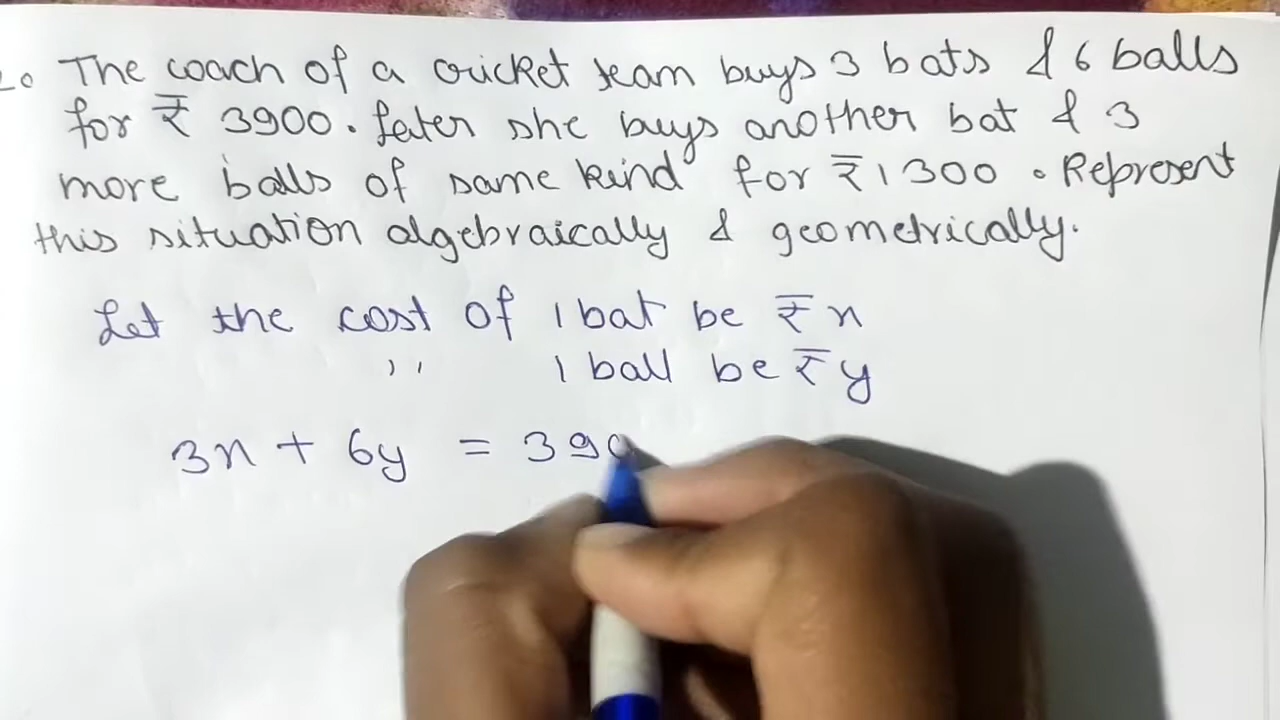 2. The coach of a cricket team buys 3 bats & 6 balls
for ₹ 3900. Later she buys another bat & 3
more balls of same kind for ₹1300. Represent
this situation algebraically & geometrically.
Let the cost of 1 bat be ₹ x
,, 1 ball be ₹ y
3x + 6y = 390